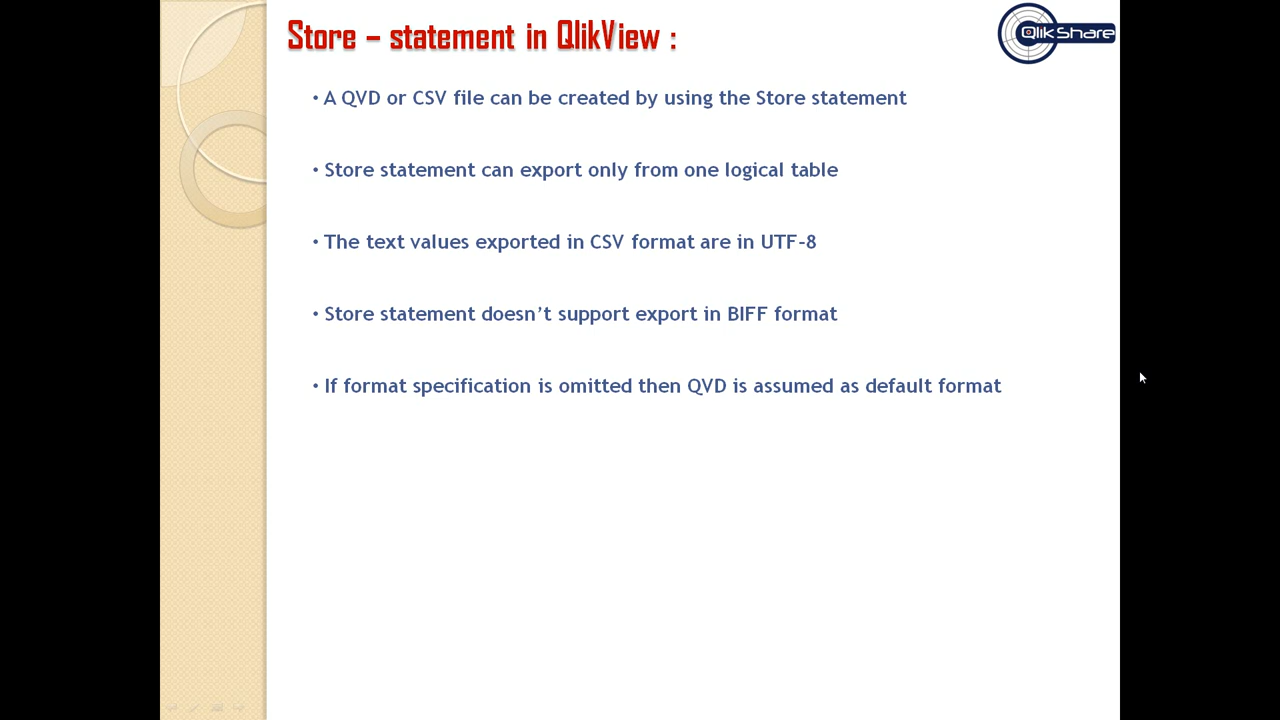 Store – statement in QlikView :
QlikShare
• A QVD or CSV file can be created by using the Store statement
• Store statement can export only from one logical table
• The text values exported in CSV format are in UTF-8
• Store statement doesn’t support export in BIFF format
• If format specification is omitted then QVD is assumed as default format